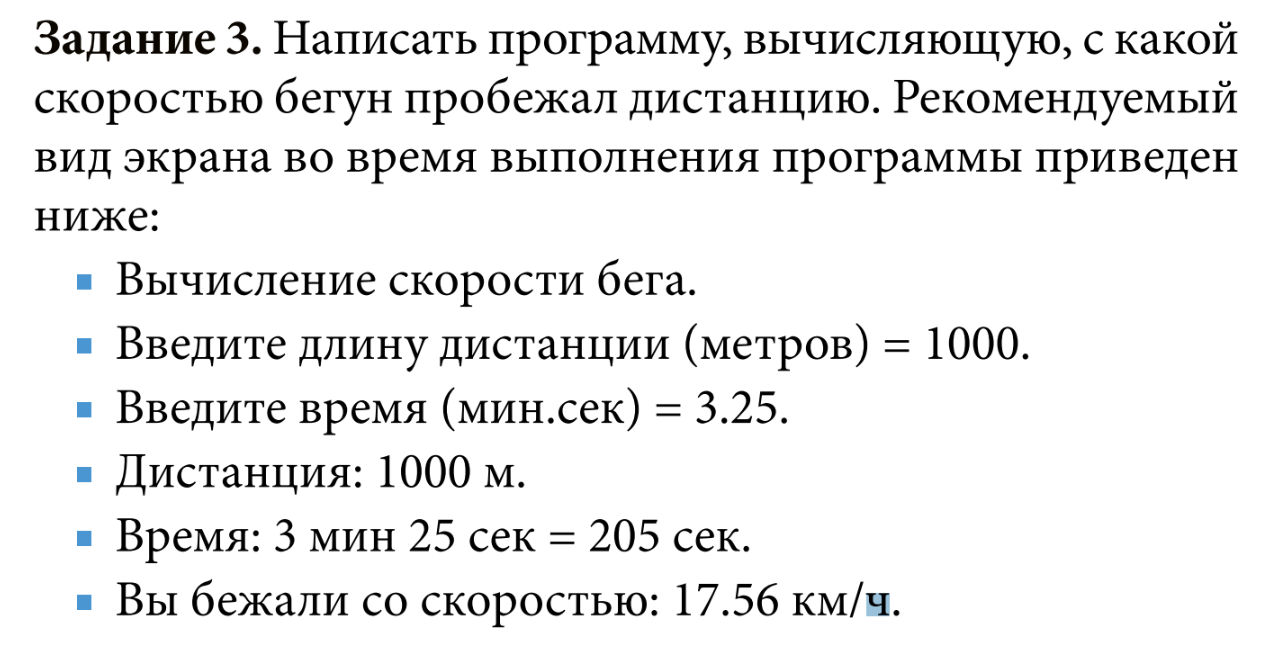 Задание 3. Написать программу, вычисляющую, с какой
скоростью бегун пробежал дистанцию. Рекомендуемый
вид экрана во время выполнения программы приведен
ниже:
Вычисление скорости бега.
Введите длину дистанции (метров) = 1000.
Введите время (мин.сек) = 3.25.
Дистанция: 1000 м.
Время: 3 мин 25 сек = 205 сек.
Вы бежали со скоростью: 17.56 км/ч.